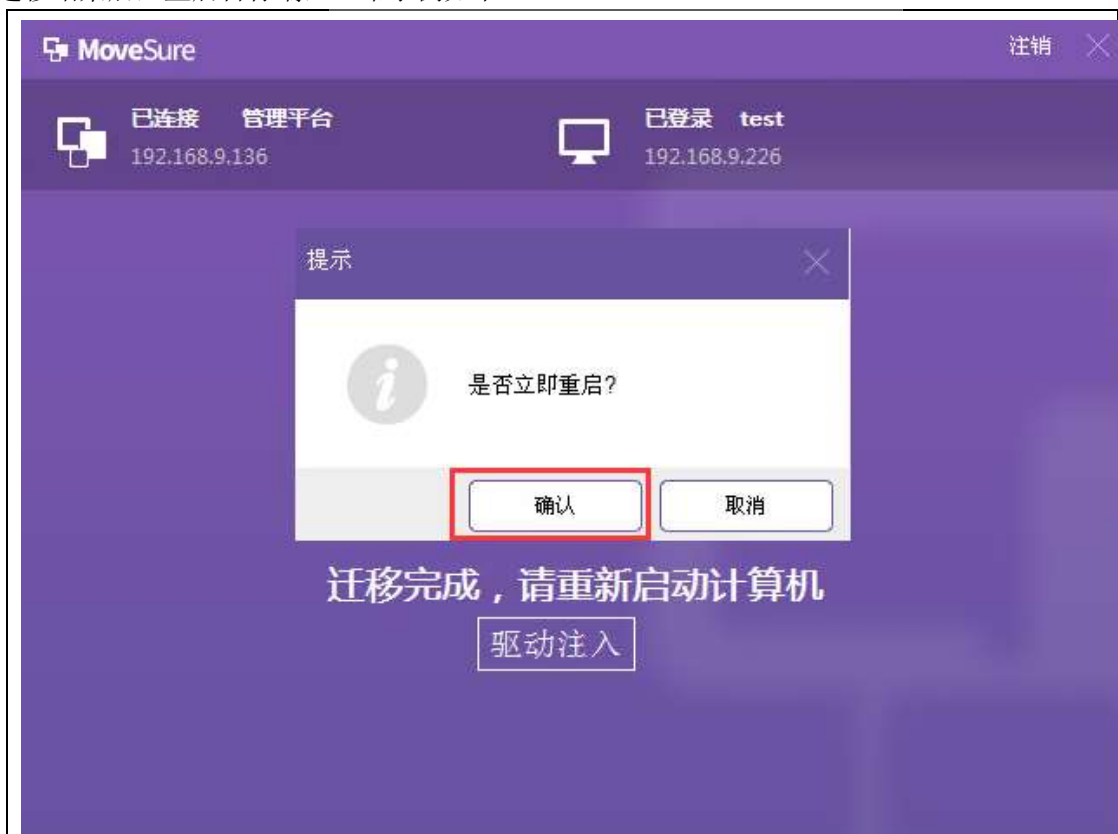 MoveSure
注销
已连接 管理平台
192.168.9.136
已登录 test
192.168.9.226
提示
是否立即重启?
确认
取消
迁移完成，请重新启动计算机
驱动注入